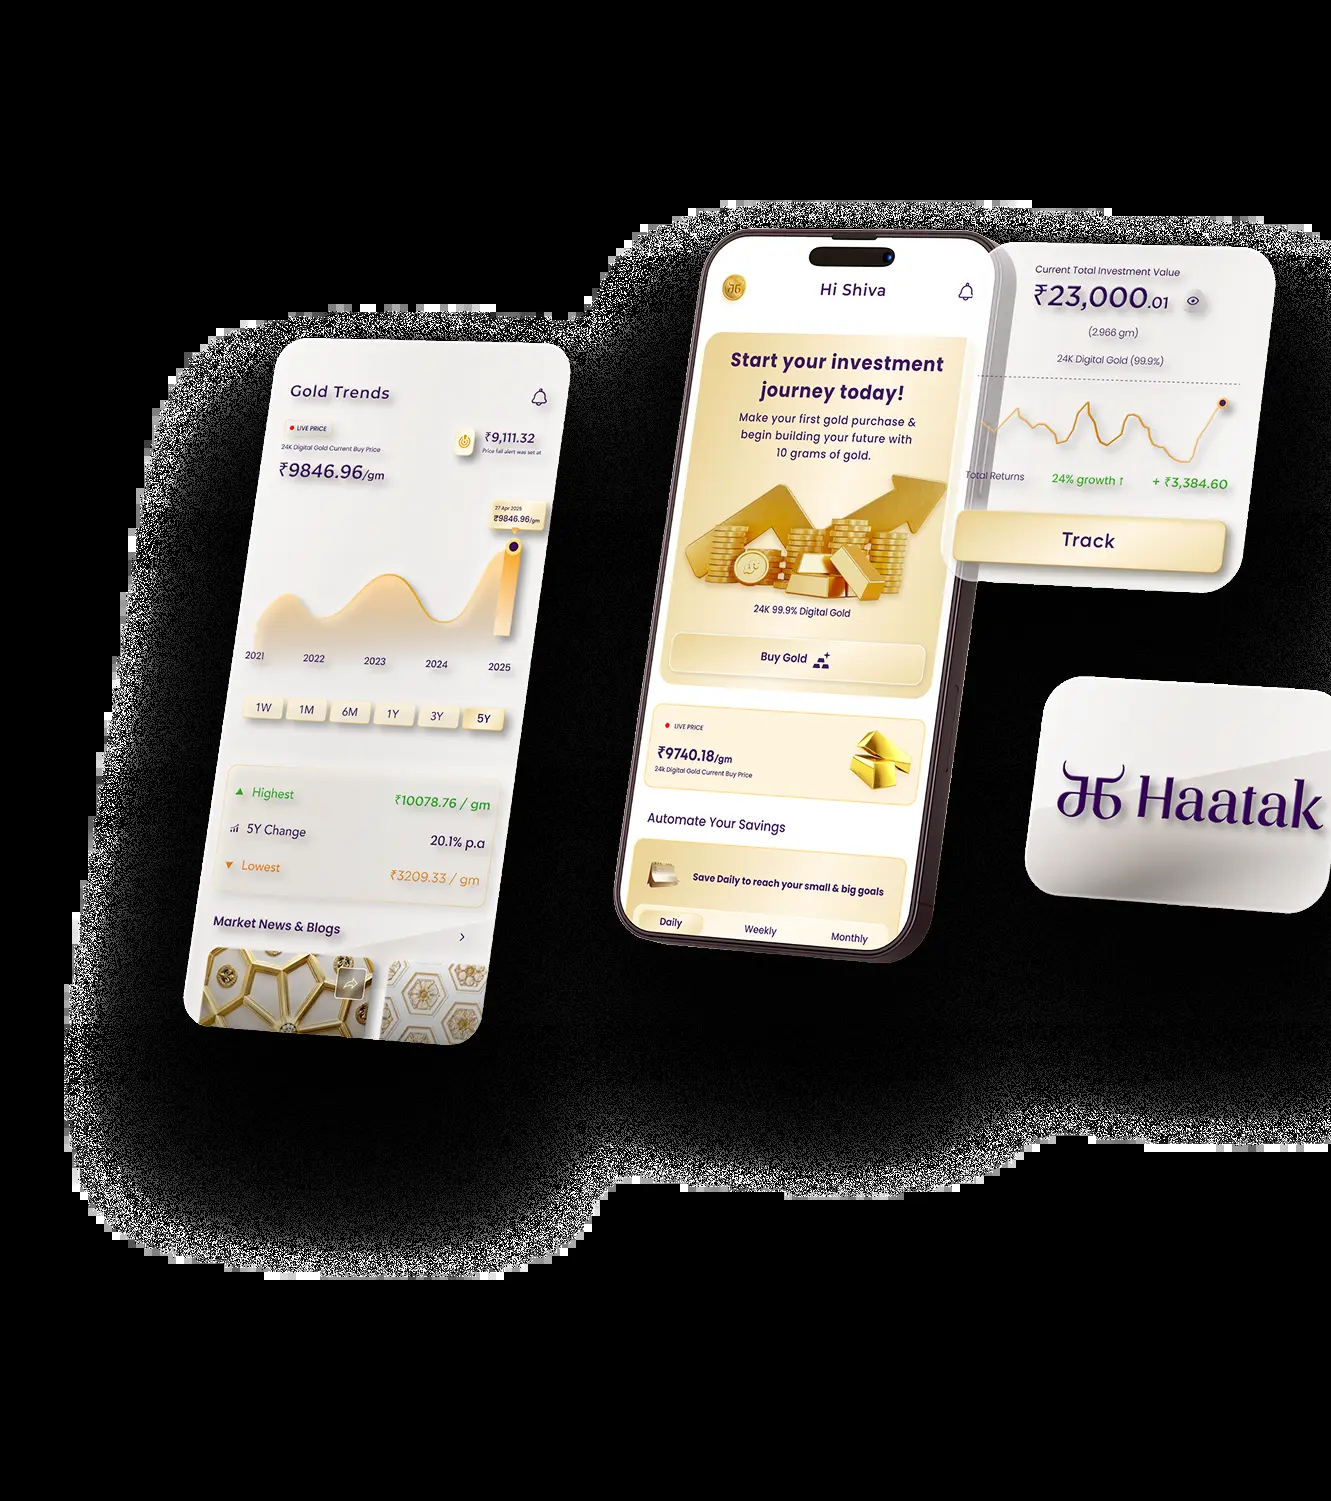 Gold Trends
LIVE PRICE
24K Digital Gold Current Buy Price
₹9846.96/gm
₹9,111.32
Price fall alert was set at
27 Apr 2025
₹9846.96/gm
2021
2022
2023
2024
2025
1W
1M
6M
1Y
3Y
5Y
Highest
₹10078.76 / gm
5Y Change
20.1% p.a
Lowest
₹3209.33 / gm
Market News & Blogs
Hi Shiva
Start your investment
journey today!
Make your first gold purchase &
begin building your future with
10 grams of gold.
24K 99.9% Digital Gold
Buy Gold
LIVE PRICE
₹9740.18/gm
24k Digital Gold Current Buy Price
Automate Your Savings
Save Daily to reach your small & big goals
Daily
Weekly
Monthly
Current Total Investment Value
₹23,000.01
(2.966 gm)
24K Digital Gold (99.9%)
Total Returns
24% growth ↑
+ ₹3,384.60
Track
Haatak